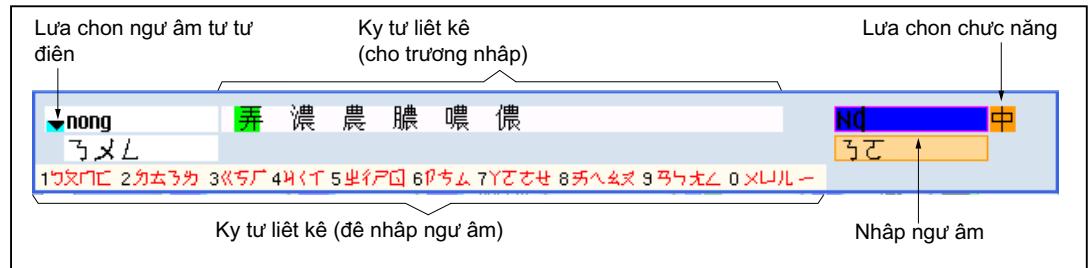 Lưa chon ngư âm tư tư
điên
Ky tư liêt kê
(cho trương nhâp)
Lưa chon chưc năng
nong 弄 濃 農 膿 噥 儂 NO 中
ㄋㄨㄥ ㄋㄛ
1ㄅㄆㄇㄈ 2ㄉㄊㄋㄌ 3ㄍㄎㄏ 4ㄐㄑㄒ 5ㄓㄔㄕㄖ 6ㄗㄘㄙ 7ㄚㄛㄜㄝ 8ㄞㄟㄠㄡ 9ㄢㄣㄤㄥ 0ㄨㄩㄦㄧ
Ky tư liêt kê (đê nhâp ngư âm)
Nhâp ngư âm